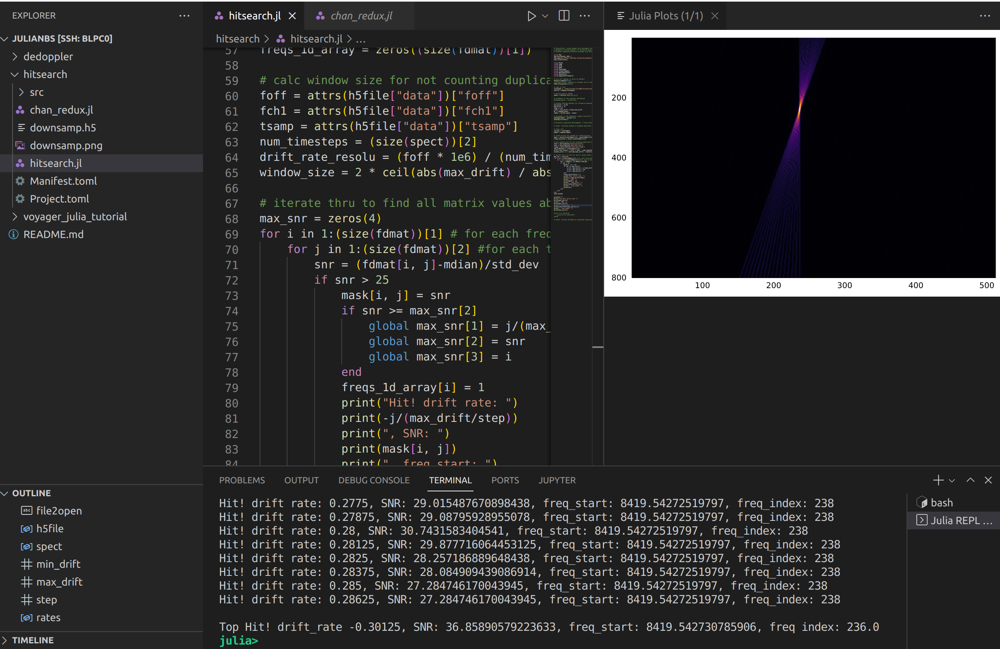 EXPLORER
JULIANBS [SSH: BLPC0]
dedoppler
hitsearch
src
chan_redux.jl
downsamp.h5
downsamp.png
hitsearch.jl
Manifest.toml
Project.toml
voyager_julia_tutorial
README.md
OUTLINE
file2open
h5file
spect
min_drift
max_drift
step
rates
TIMELINE
hitsearch.jl
chan_redux.jl
hitsearch > hitsearch.jl > ...
57 freqs_1d_array = zeros((size(fdmat))[1])
58
59 # calc window size for not counting duplica
60 foff = attrs(h5file["data"])["foff"]
61 fch1 = attrs(h5file["data"])["fch1"]
62 tsamp = attrs(h5file["data"])["tsamp"]
63 num_timesteps = (size(spect))[2]
64 drift_rate_resolu = (foff * 1e6) / (num_tim
65 window_size = 2 * ceil(abs(max_drift) / abs
66
67 # iterate thru to find all matrix values ab
68 max_snr = zeros(4)
69 for i in 1:(size(fdmat))[1] # for each freq
70 for j in 1:(size(fdmat))[2] #for each t
71 snr = (fdmat[i, j]-mdian)/std_dev
72 if snr > 25
73 mask[i, j] = snr
74 if snr >= max_snr[2]
75 global max_snr[1] = j/(max_
76 global max_snr[2] = snr
77 global max_snr[3] = i
78 end
79 freqs_1d_array[i] = 1
80 print("Hit! drift rate: ")
81 print(-j/(max_drift/step))
82 print(", SNR: ")
83 print(mask[i, j])
84 print(", freq_start: ")
Julia Plots (1/1)
200
400
600
800
100 200 300 400 500
PROBLEMS OUTPUT DEBUG CONSOLE TERMINAL PORTS JUPYTER
Hit! drift rate: 0.2775, SNR: 29.015487670898438, freq_start: 8419.54272519797, freq_index: 238
Hit! drift rate: 0.27875, SNR: 29.08795928955078, freq_start: 8419.54272519797, freq_index: 238
Hit! drift rate: 0.28, SNR: 30.7431583404541, freq_start: 8419.54272519797, freq_index: 238
Hit! drift rate: 0.28125, SNR: 29.877716064453125, freq_start: 8419.54272519797, freq_index: 238
Hit! drift rate: 0.2825, SNR: 28.257186889648438, freq_start: 8419.54272519797, freq_index: 238
Hit! drift rate: 0.28375, SNR: 28.084909439086914, freq_start: 8419.54272519797, freq_index: 238
Hit! drift rate: 0.285, SNR: 27.284746170043945, freq_start: 8419.54272519797, freq_index: 238
Hit! drift rate: 0.28625, SNR: 27.284746170043945, freq_start: 8419.54272519797, freq_index: 238
Top Hit! drift_rate -0.30125, SNR: 36.85890579223633, freq_start: 8419.542730785906, freq index: 236.0
julia>
bash
Julia REPL ...